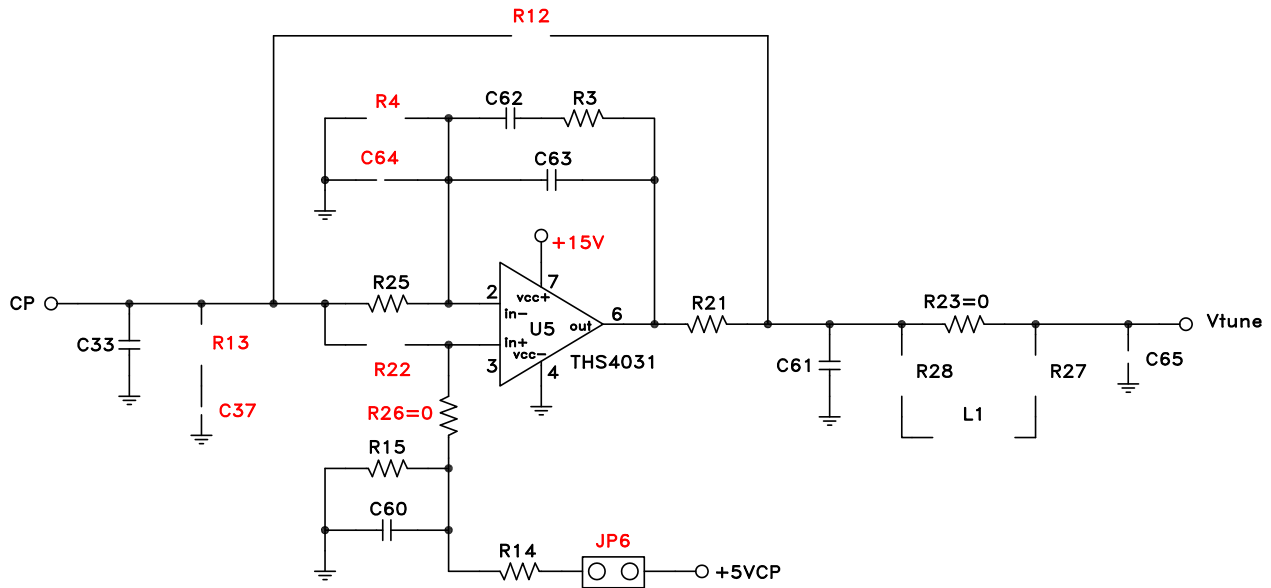 R12
R4
C62
R3
C64
C63
+15V
7
CP
R25
2
vcc+
in-
U5
out
6
R21
R23=0
Vtune
C33
R13
R22
in+
vcc-
3
4
THS4031
C61
R28
R27
C65
C37
R26=0
L1
R15
C60
R14
JP6
+5VCP